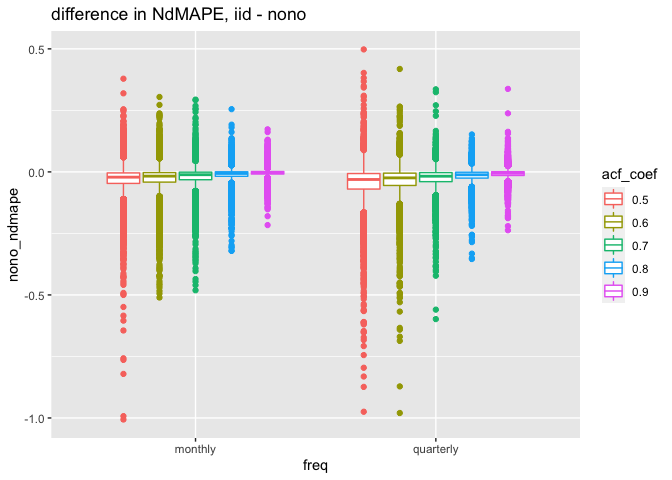 difference in NdMAPE, iid - nono
0.5
0.0
-0.5
-1.0
nono_ndmape
monthly
quarterly
freq
acf_coef
0.5
0.6
0.7
0.8
0.9